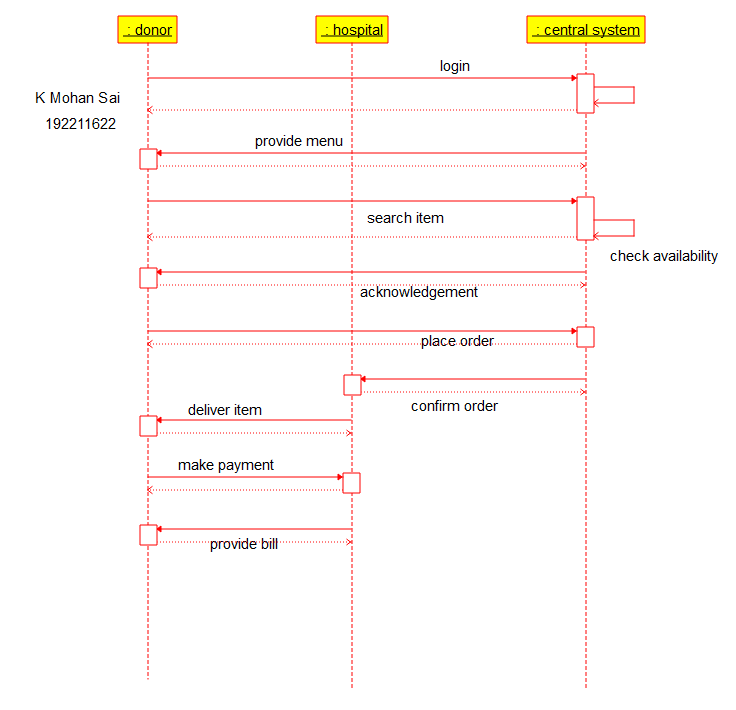 : donor
: hospital
: central system
login
K Mohan Sai
192211622
provide menu
search item
check availability
acknowledgement
place order
confirm order
deliver item
make payment
provide bill